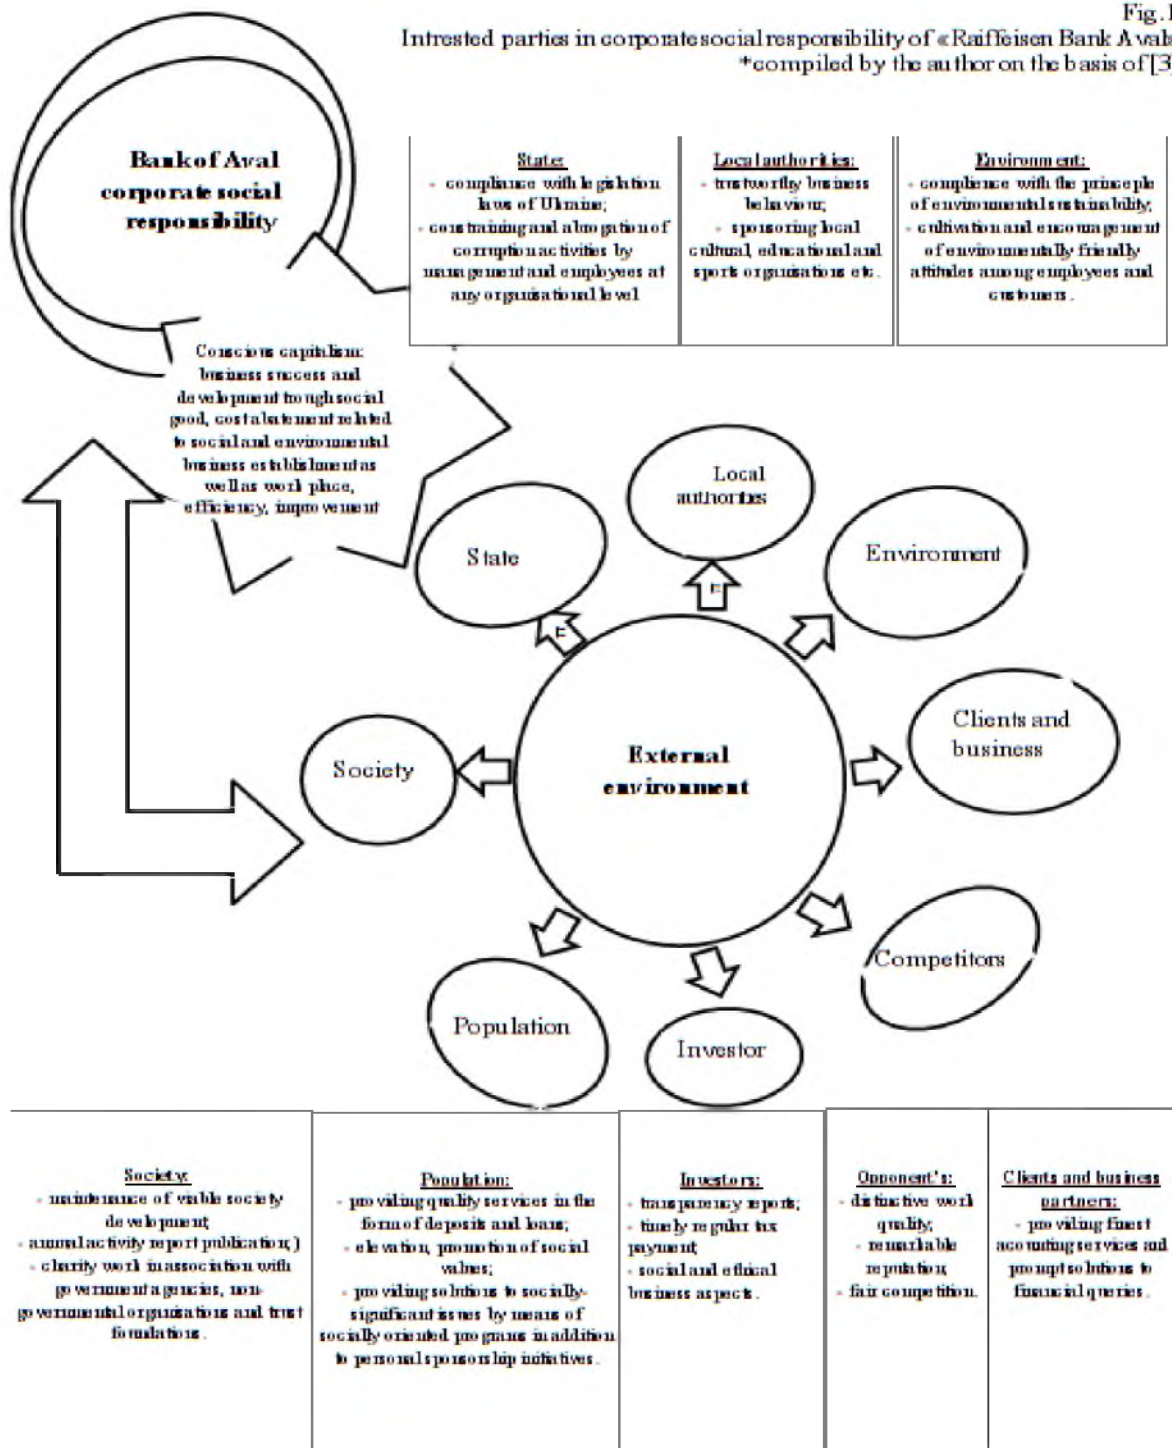 Fig.1
Intrested parties in corporate social responsibility of «Raiffeisen Bank Aval»
*compiled by the author on the basis of [3]
Bank of Aval
corporate social
responsibility
State:
- compliance with legislation
laws of Ukraine;
- constraining and abrogation of
corruption activities by
management and employees at
any organisational level
Local authorities:
- trustworthy business
behaviour;
- sponsoring local
cultural, educational and
sports organisations etc.
Environment:
- complience with the princeple
of environmental sustainability;
- cultivation and encouragement
of environmentally friendly
attitudes among employees and
customers.
Conscious capitalism:
business success and
development trough social
good, cost abatement related
to social and environmental
business establishment as
well as work place,
efficiency, improvement
Local
authorities
State
Environment
Clients and
business
External
environment
Society
Competitors
Population
Investor
Society:
- maintenance of viable society
development;
- annual activity report publication;)
- charity work in association with
government agencies, non-
governmental organisations and trust
foundations.
Population:
- providing quality services in the
form of deposits and loans;
- elevation, promotion of social
values;
- providing solutions to socially-
significant issues by means of
socially oriented programs in addition
to personal sponsorship initiatives.
Investors:
- transparency reports;
- timely regular tax
payment;
- social and ethical
business aspects.
Opponent's:
- distinctive work
quality;
- remarkable
reputation;
- fair competition.
Clients and business
partners:
- providing finest
acounting services and
prompt solutions to
financial queries.